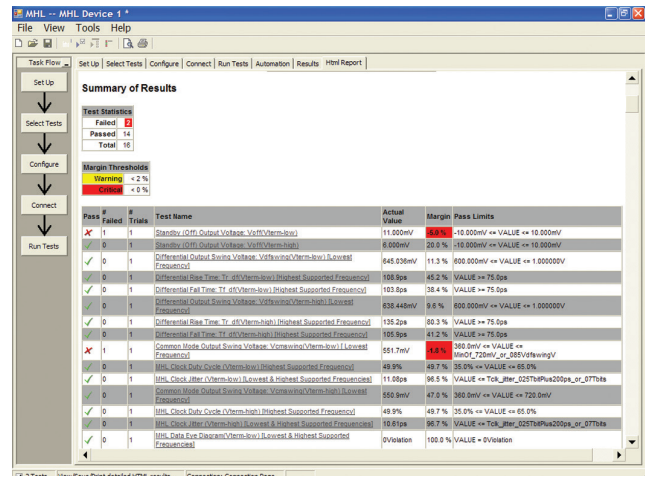 MHL -- MHL Device 1 *
File View Tools Help
Task Flow
Set Up | Select Tests | Configure | Connect | Run Tests | Automation | Results | Html Report
Set Up
Select Tests
Configure
Connect
Run Tests
Summary of Results
Test Statistics
Failed 2
Passed 14
Total 16
Margin Thresholds
Warning < 2 %
Critical < 0 %
Pass # Failed # Trials Test Name Actual Value Margin Pass Limits
1 1 Standby (Off) Output Voltage: Voff(Vterm-low) 11.000mV -5.0 % -10.000mV <= VALUE <= 10.000mV
0 1 Standby (Off) Output Voltage: Voff(Vterm-high) 6.000mV 20.0 % -10.000mV <= VALUE <= 10.000mV
0 1 Differential Output Swing Voltage: Vdfswing(Vterm-low) [Lowest
Frequency] 645.036mV 11.3 % 600.000mV <= VALUE <= 1.000000V
0 1 Differential Rise Time: Tr_df(Vterm-low) [Highest Supported Frequency] 108.9ps 45.2 % VALUE >= 75.0ps
0 1 Differential Fall Time: Tf_df(Vterm-low) [Highest Supported Frequency] 103.8ps 38.4 % VALUE >= 75.0ps
0 1 Differential Output Swing Voltage: Vdfswing(Vterm-high) [Lowest
Frequency] 638.448mV 9.6 % 600.000mV <= VALUE <= 1.000000V
0 1 Differential Rise Time: Tr_df(Vterm-high) [Highest Supported Frequency] 135.2ps 80.3 % VALUE >= 75.0ps
0 1 Differential Fall Time: Tf_df(Vterm-high) [Highest Supported Frequency] 105.9ps 41.2 % VALUE >= 75.0ps
1 1 Common Mode Output Swing Voltage: Vcmswing(Vterm-low) [ Lowest
Frequency] 551.7mV -1.8 % 360.0mV <= VALUE <=
MinOf_720mV_or_085VdfswingV
0 1 MHL Clock Duty Cycle (Vterm-low) [Highest Supported Frequency] 49.9% 49.7 % 35.0% <= VALUE <= 65.0%
0 1 MHL Clock Jitter (Vterm-low) [Lowest & Highest Supported Frequencies] 11.08ps 96.5 % VALUE <= Tclk_jitter_025TbitPlus200ps_or_07Tbits
0 1 Common Mode Output Swing Voltage: Vcmswing(Vterm-high) [Lowest
Frequency] 550.9mV 47.0 % 360.0mV <= VALUE <= 720.0mV
0 1 MHL Clock Duty Cycle (Vterm-high) [Highest Supported Frequency] 49.9% 49.7 % 35.0% <= VALUE <= 65.0%
0 1 MHL Clock Jitter (Vterm-high) [Lowest & Highest Supported Frequencies] 10.61ps 96.7 % VALUE <= Tclk_jitter_025TbitPlus200ps_or_07Tbits
0 1 MHL Data Eye Diagram(Vterm-low) [Lowest & Highest Supported
Frequencies] 0Violation 100.0 % VALUE = 0Violation